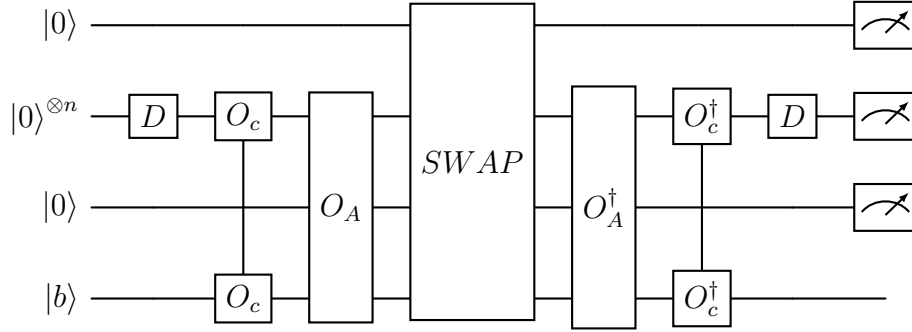 |0⟩
|0⟩^{⊗n} D O_c O_A SWAP O_A^† O_c^† D
|0⟩
|b⟩ O_c O_c^†